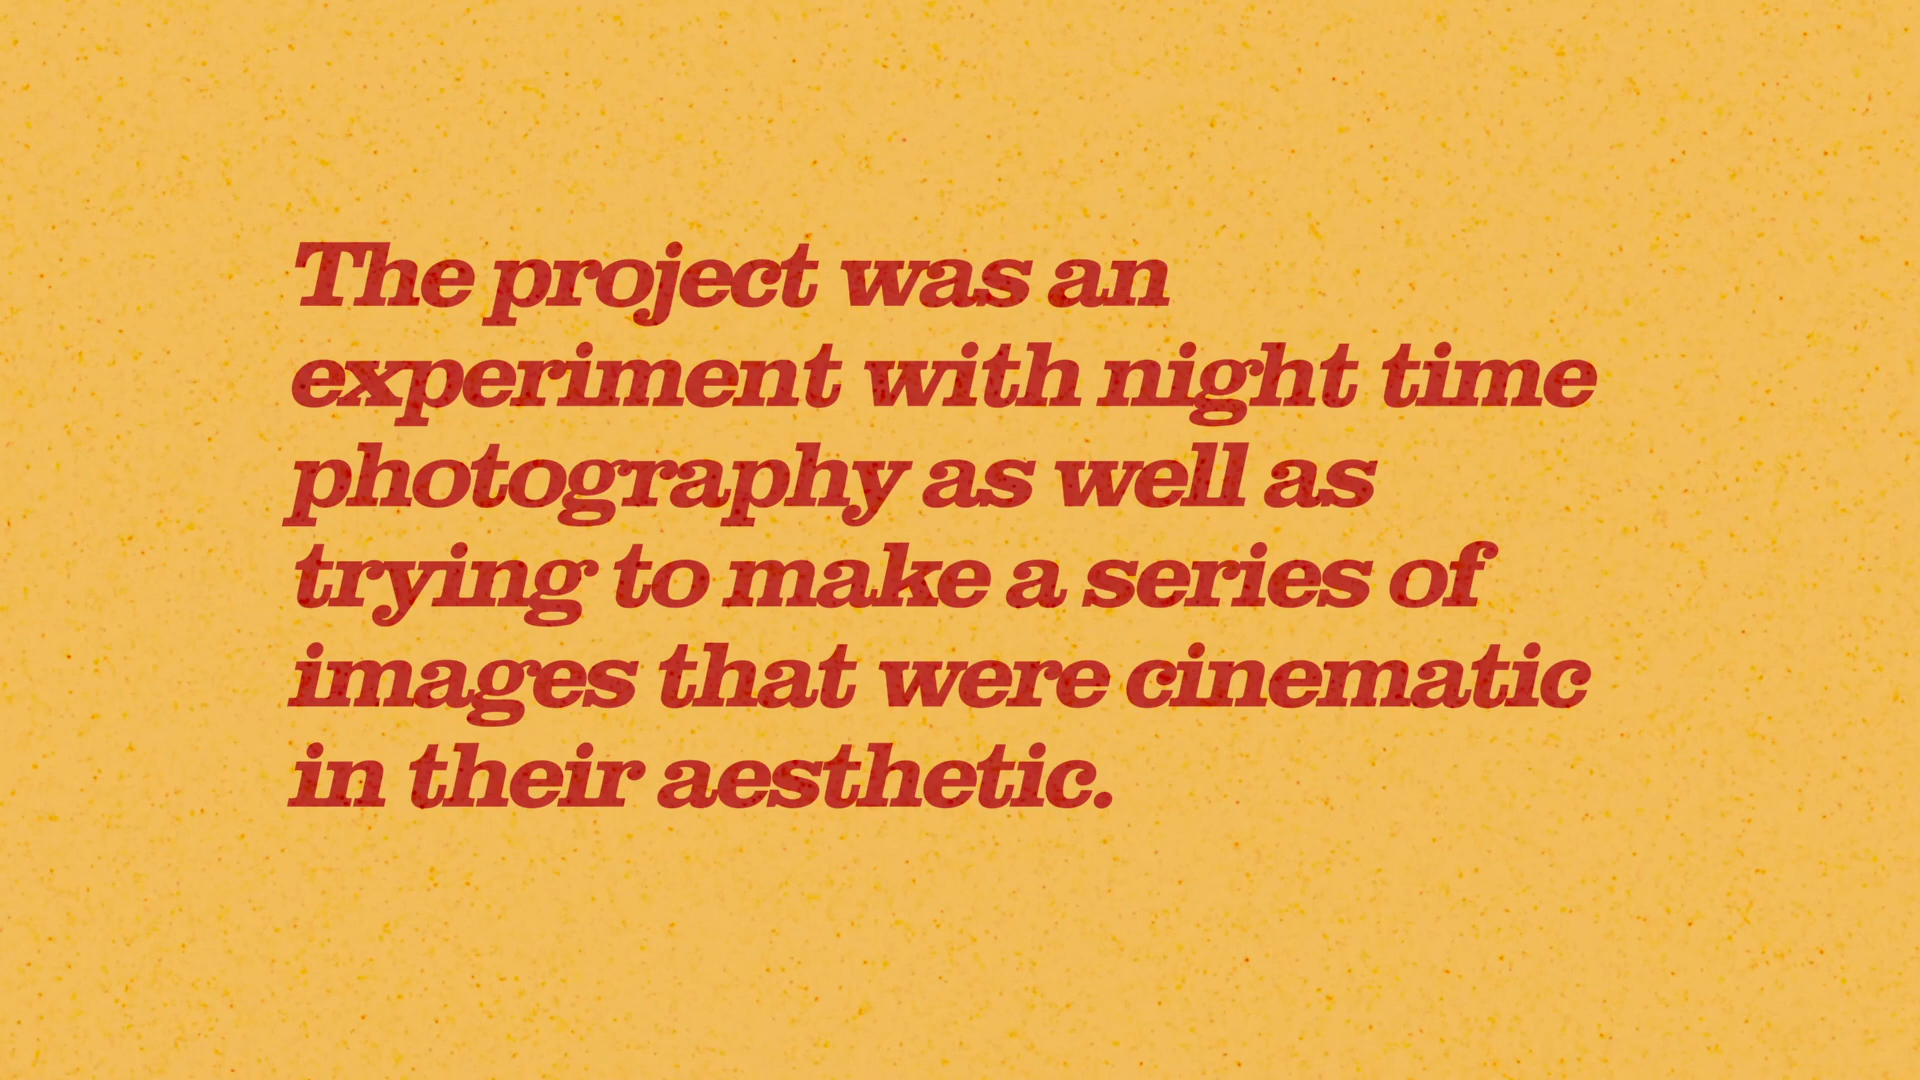 The project was an
experiment with night time
photography as well as
trying to make a series of
images that were cinematic
in their aesthetic.